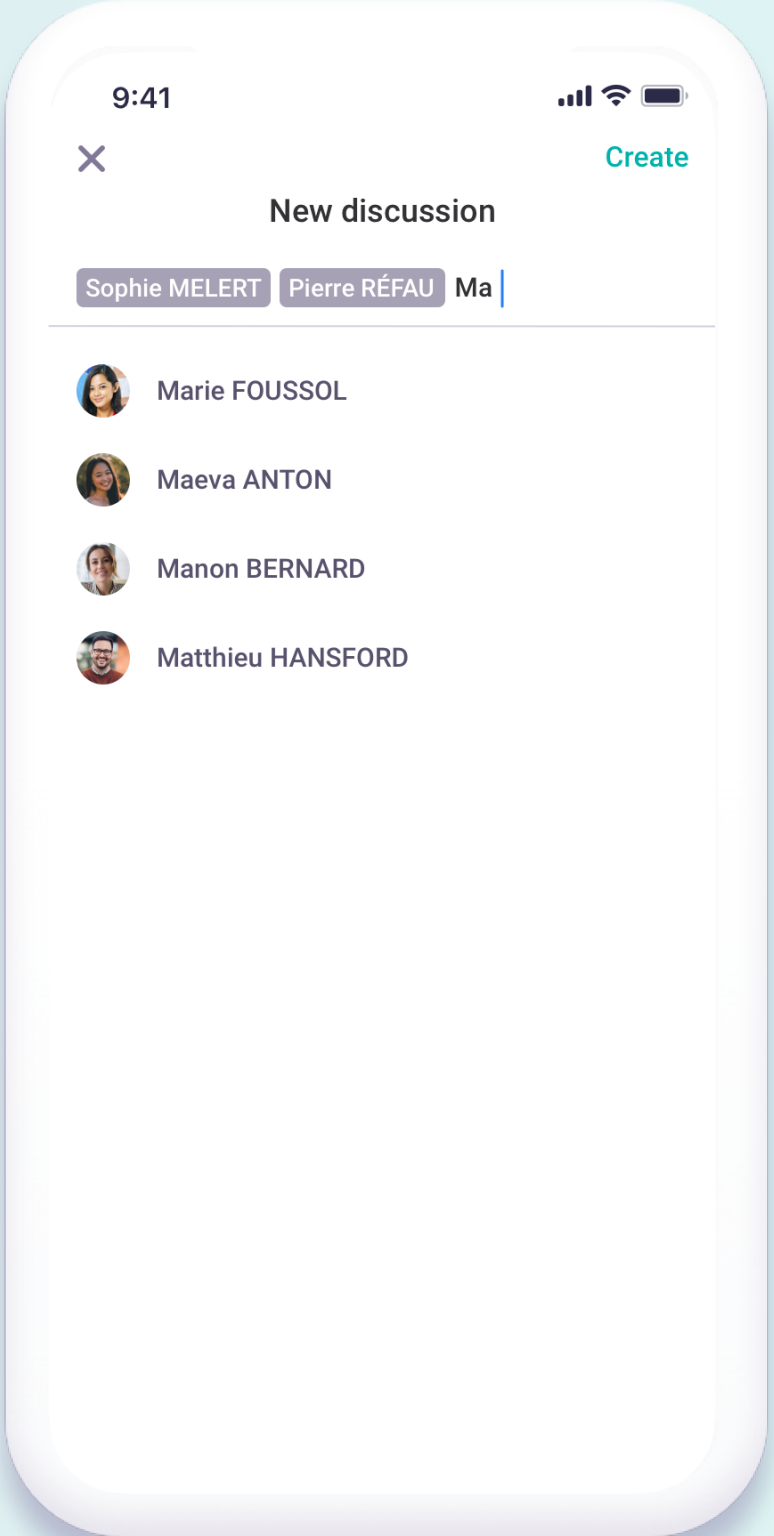 9:41
Create
New discussion
Sophie MELERT Pierre RÉFAU Ma
Marie FOUSSOL
Maeva ANTON
Manon BERNARD
Matthieu HANSFORD